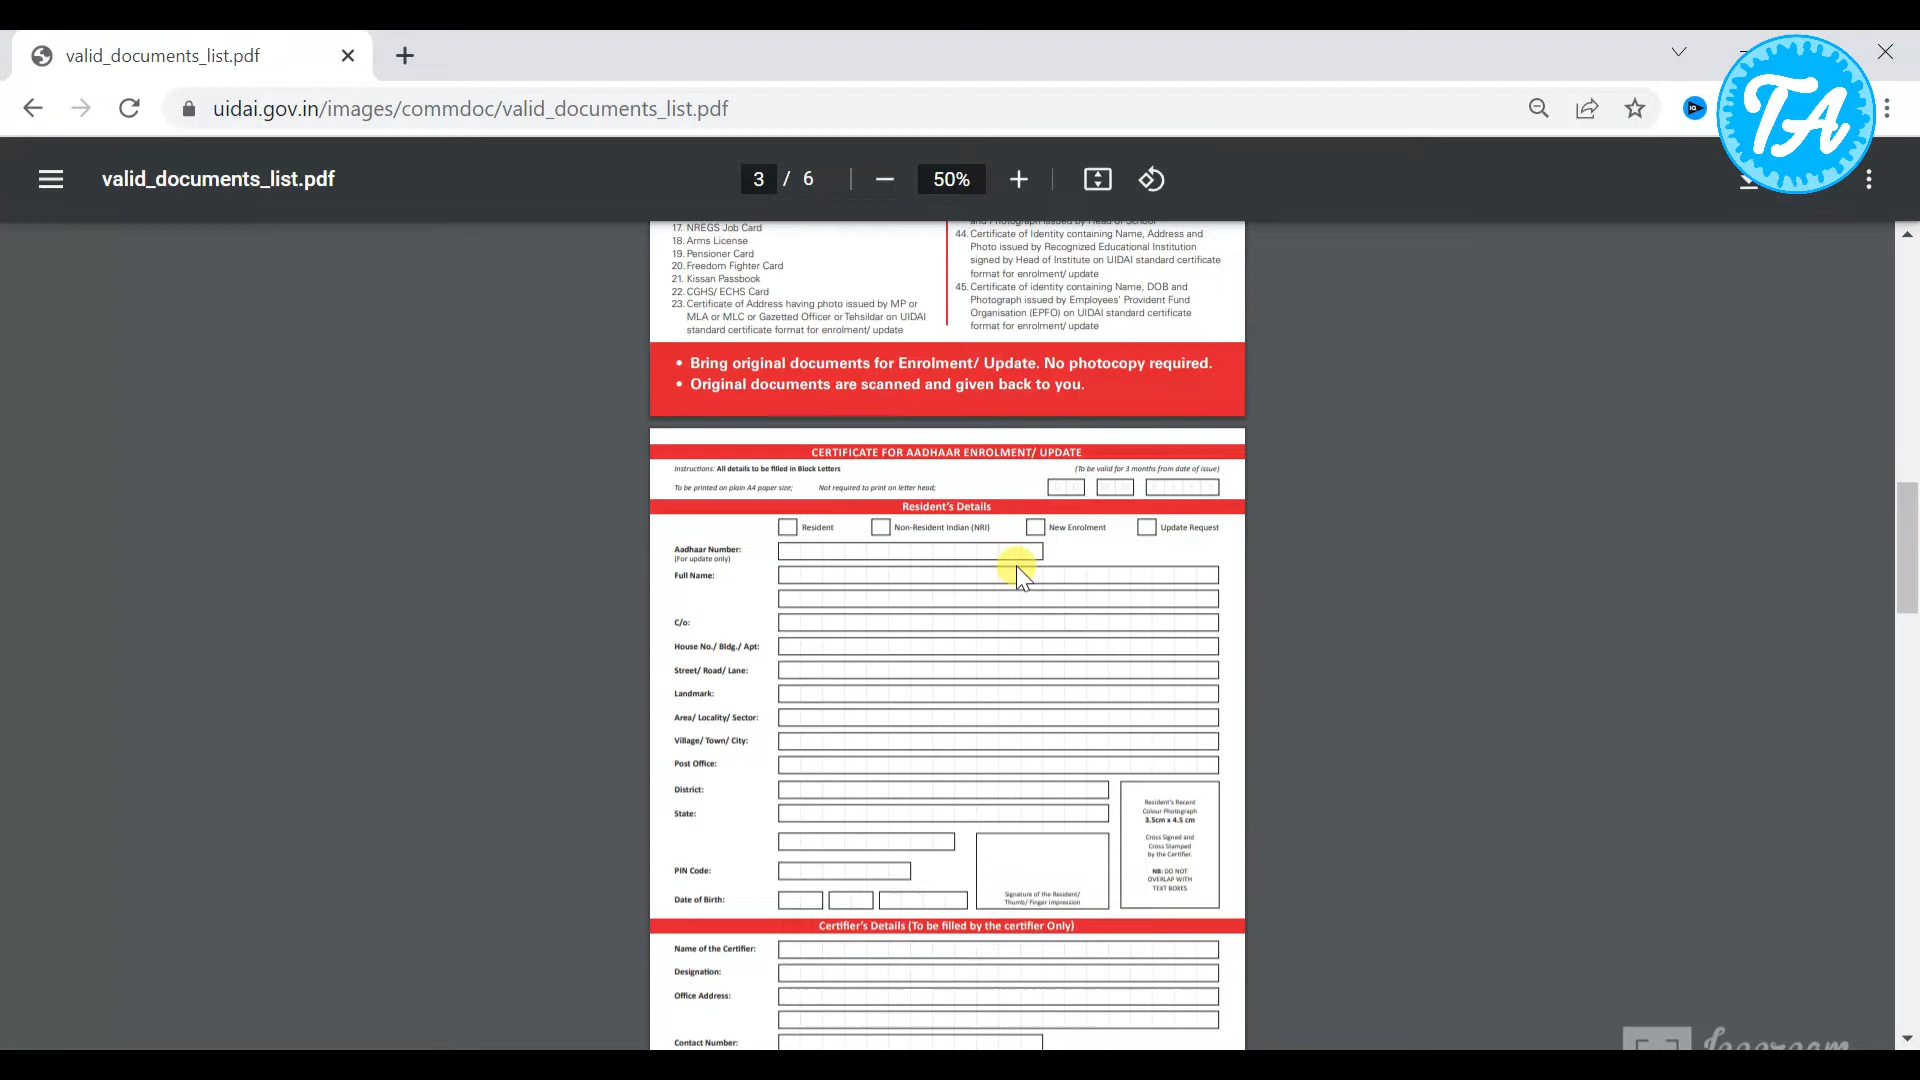 valid_documents_list.pdf
uidai.gov.in/images/commdoc/valid_documents_list.pdf
TA
valid_documents_list.pdf
3 / 6
50%
17. NREGS Job Card
18. Arms License
19. Pensioner Card
20. Freedom Fighter Card
21. Kissan Passbook
22. CGHS/ ECHS Card
23. Certificate of Address having photo issued by MP or
MLA or MLC or Gazetted Officer or Tehsildar on UIDAI
standard certificate format for enrolment/ update
and Photograph issued by Head of School
44. Certificate of Identity containing Name, Address and
Photo issued by Recognized Educational Institution
signed by Head of Institute on UIDAI standard certificate
format for enrolment/ update
45. Certificate of identity containing Name, DOB and
Photograph issued by Employees' Provident Fund
Organisation (EPFO) on UIDAI standard certificate
format for enrolment/ update
• Bring original documents for Enrolment/ Update. No photocopy required.
• Original documents are scanned and given back to you.
CERTIFICATE FOR AADHAAR ENROLMENT/ UPDATE
Instructions: All details to be filled in Block Letters
(To be valid for 3 months from date of issue)
To be printed on plain A4 paper size; Not required to print on letter head;
Resident's Details
Resident
Non-Resident Indian (NRI)
New Enrolment
Update Request
Aadhaar Number:
(For update only)
Full Name:
C/o:
House No./ Bldg./ Apt:
Street/ Road/ Lane:
Landmark:
Area/ Locality/ Sector:
Village/ Town/ City:
Post Office:
District:
State:
PIN Code:
Date of Birth:
Signature of the Resident/
Thumb/ Finger Impression
Resident's Recent
Colour Photograph
3.5cm x 4.5 cm
Cross Signed and
Cross Stamped
by the Certifier.
NB: DO NOT
OVERLAP WITH
TEXT BOXES
Certifier's Details (To be filled by the certifier Only)
Name of the Certifier:
Designation:
Office Address:
Contact Number: